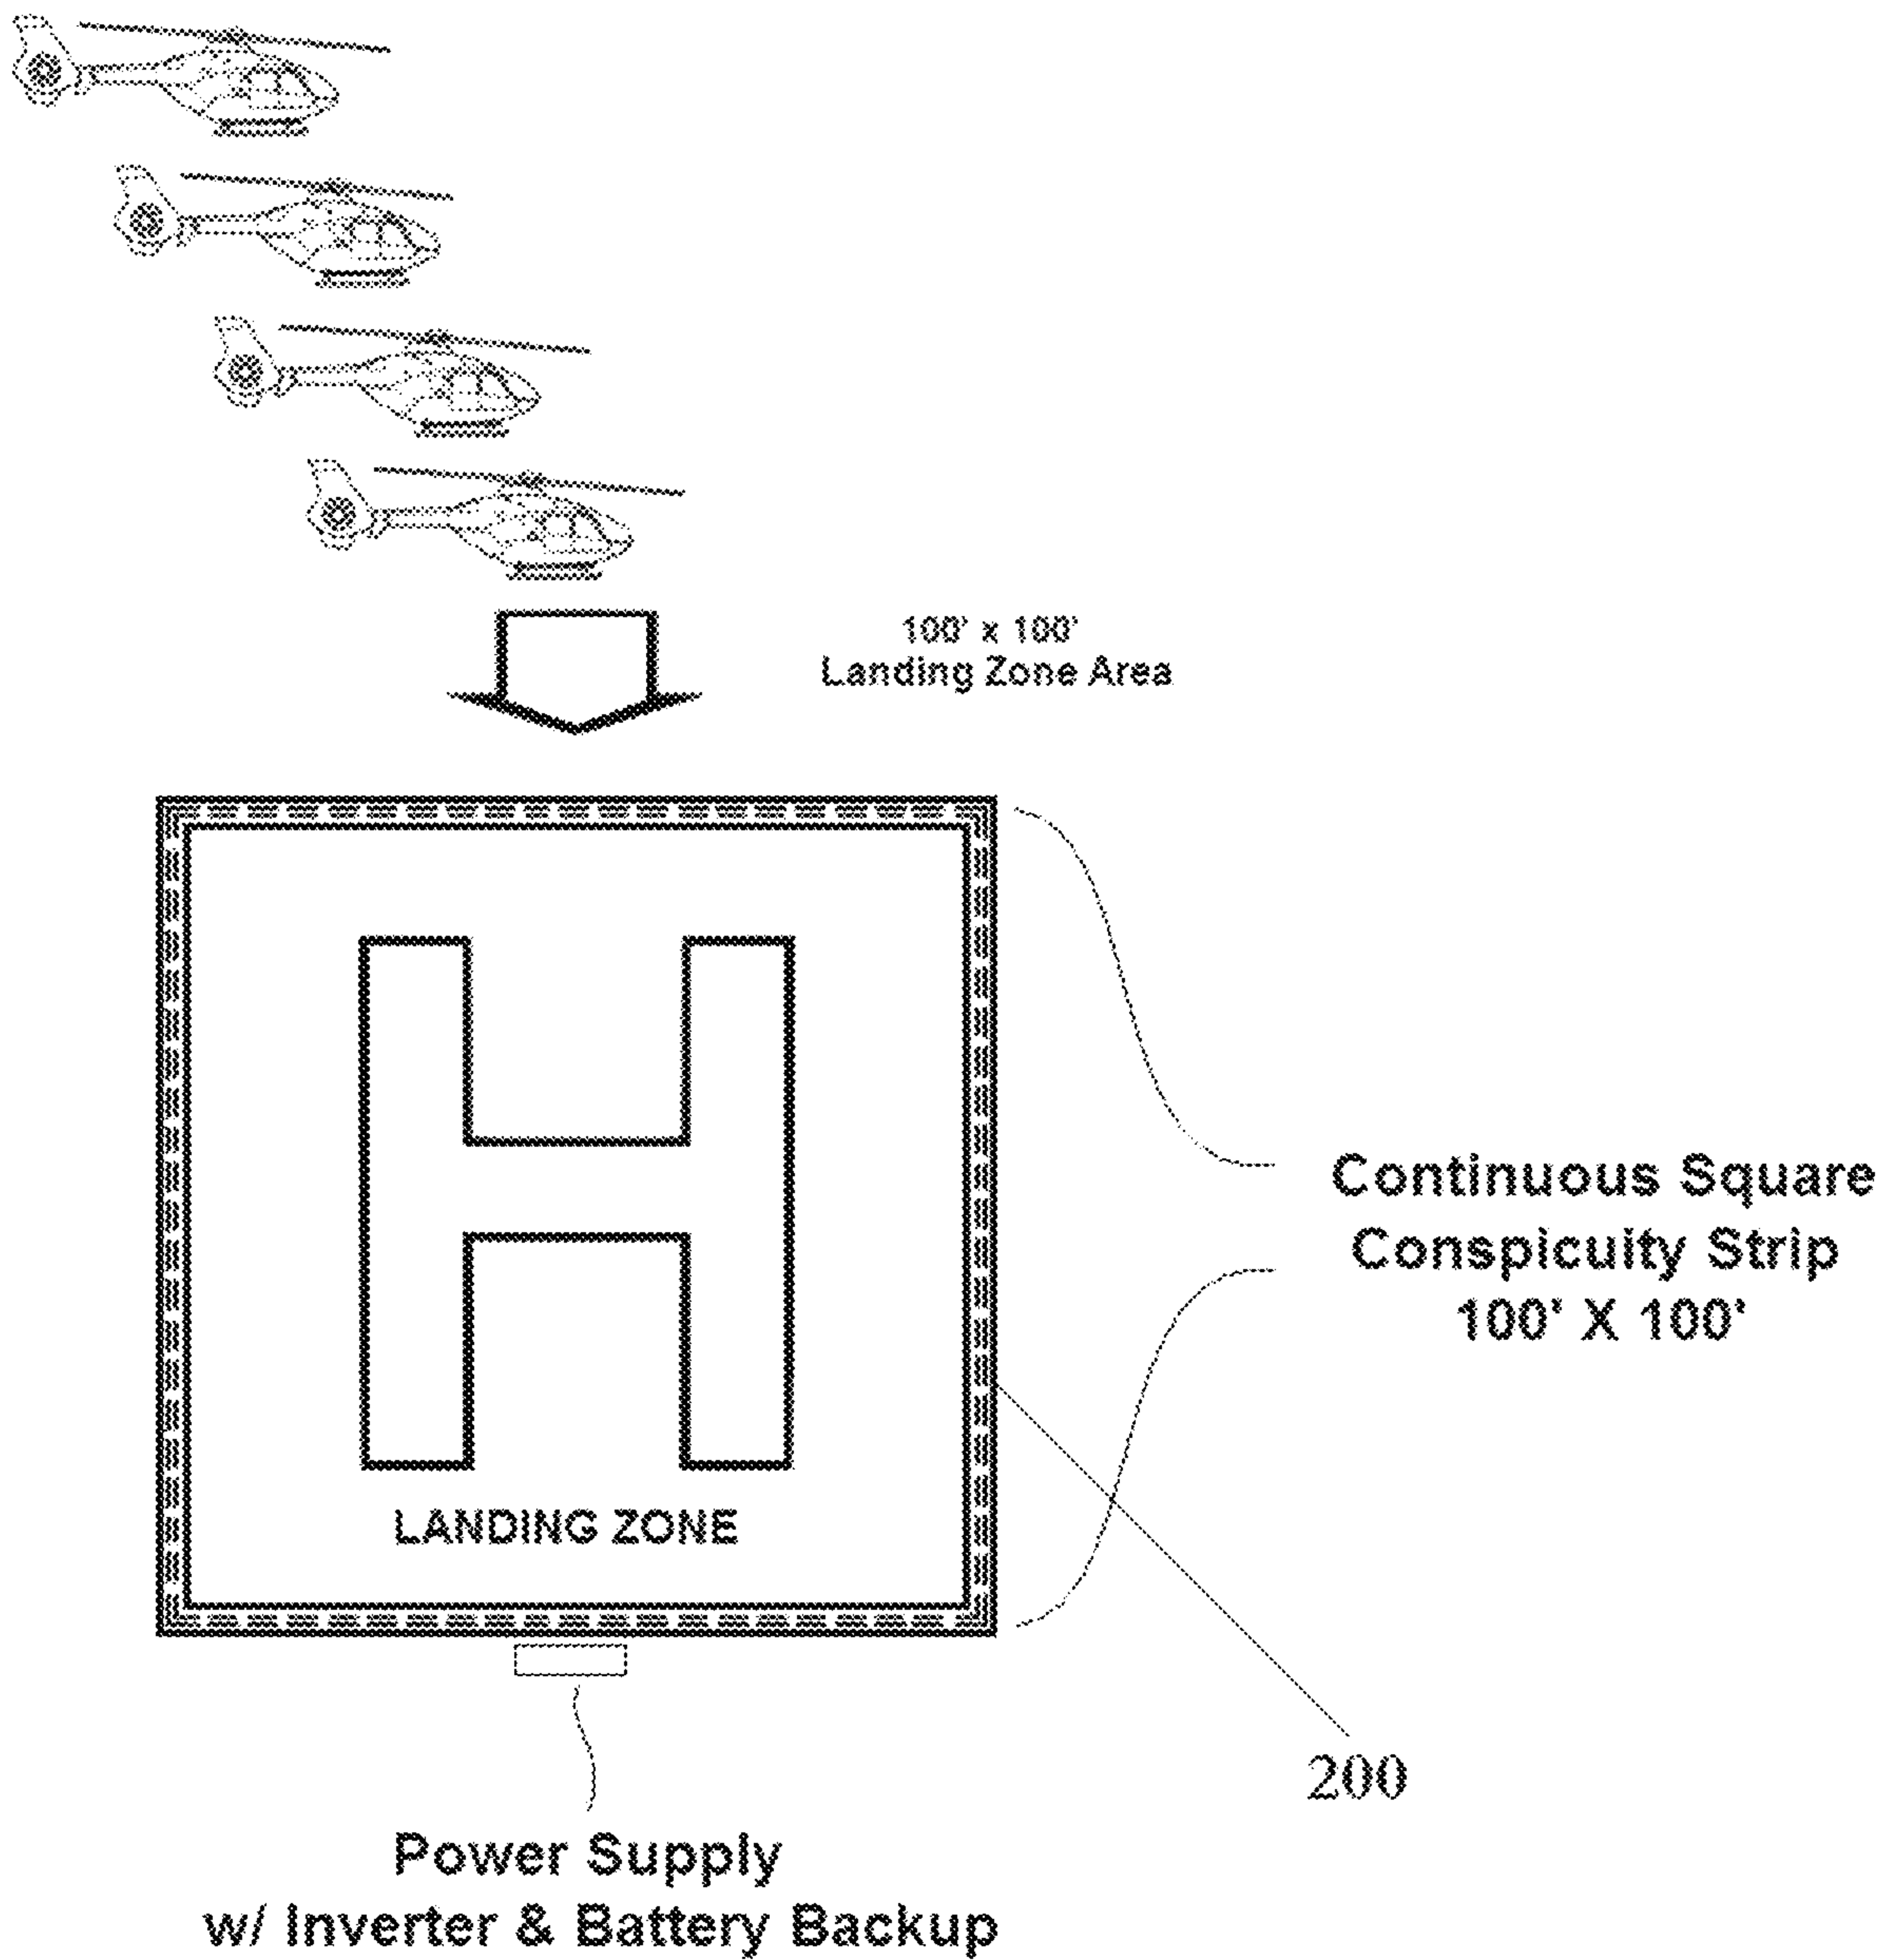 100' x 100'
Landing Zone Area
H
Continuous Square
Conspicuity Strip
100' X 100'
LANDING ZONE
200
Power Supply
w/ Inverter & Battery Backup